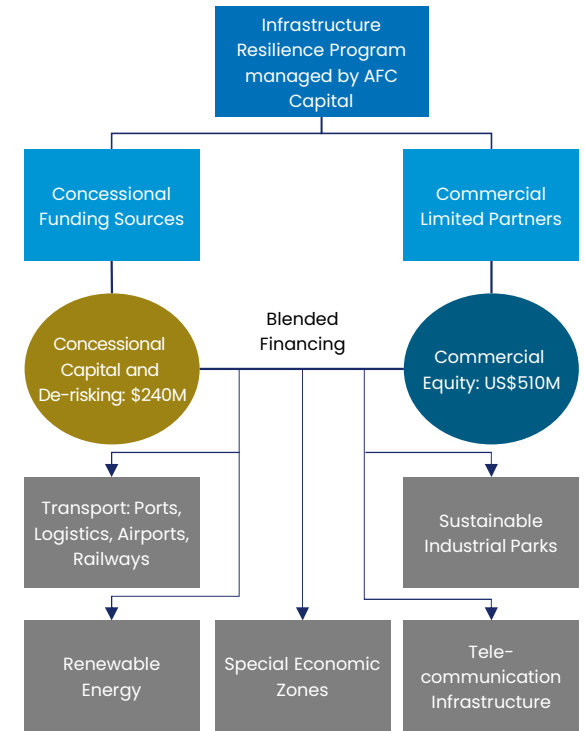 Infrastructure
Resilience Program
managed by AFC
Capital
Concessional
Funding Sources
Commercial
Limited Partners
Concessional
Capital and
De-risking: $240M
Blended
Financing
Commercial
Equity: US$510M
Transport: Ports,
Logistics, Airports,
Railways
Sustainable
Industrial Parks
Renewable
Energy
Special Economic
Zones
Tele-
communication
Infrastructure